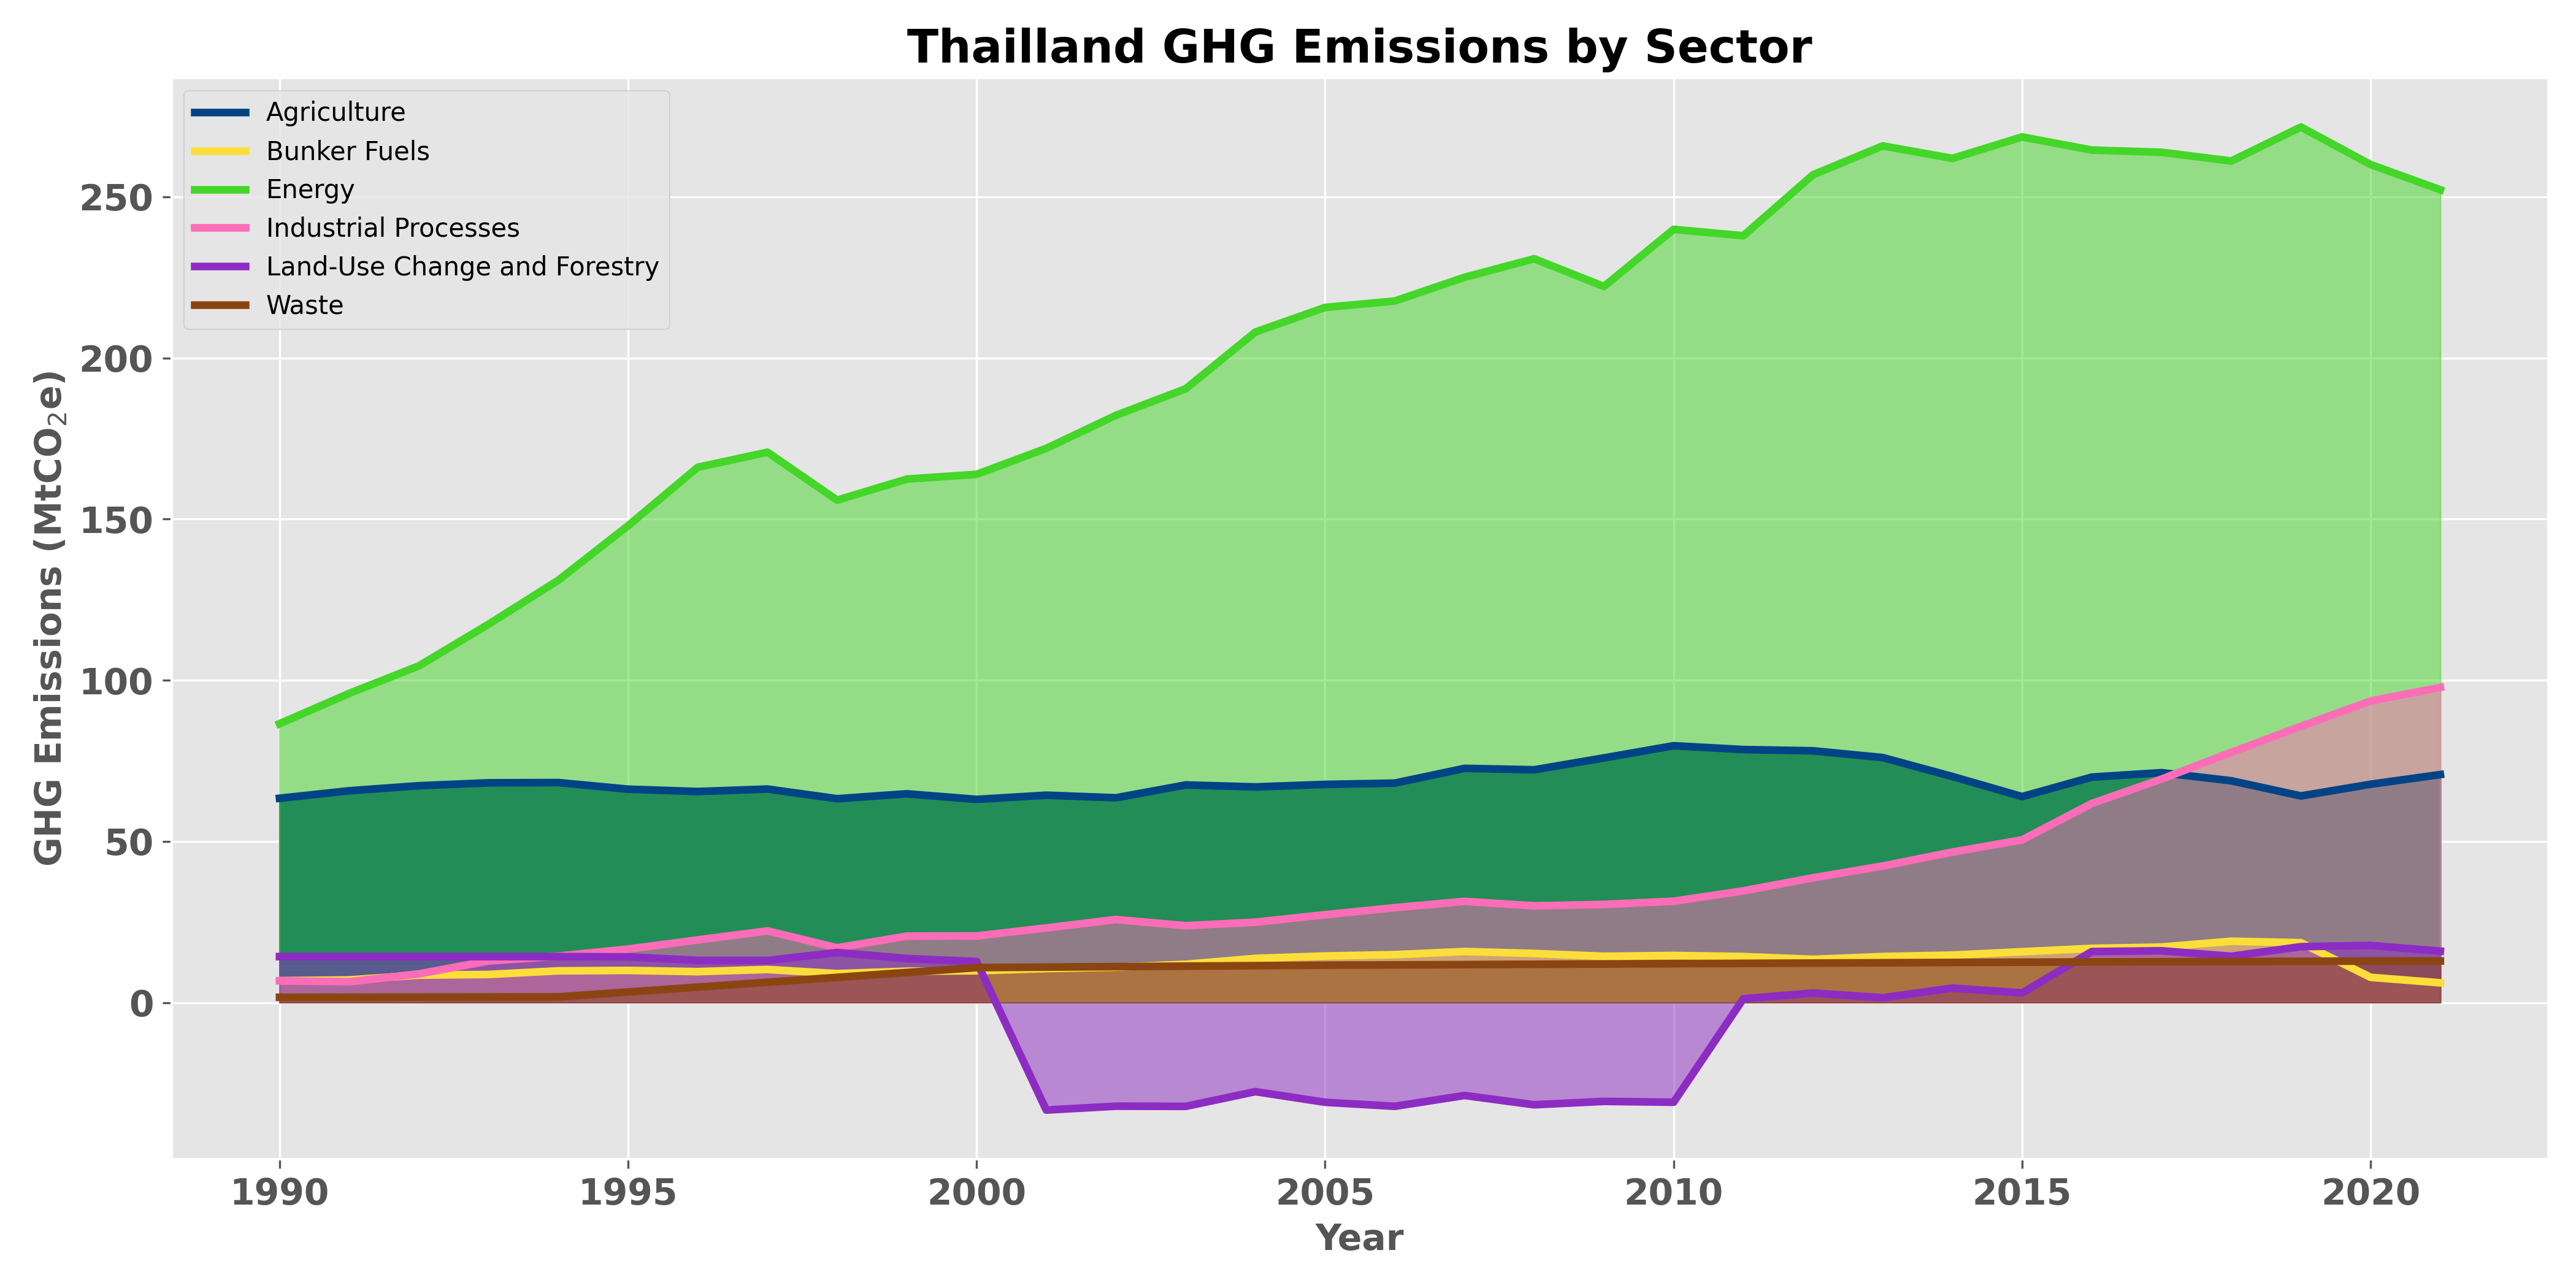 Thailland GHG Emissions by Sector
Agriculture
Bunker Fuels
Energy
Industrial Processes
Land-Use Change and Forestry
Waste
GHG Emissions (MtCO₂e)
250
200
150
100
50
0
1990 1995 2000 2005 2010 2015 2020
Year